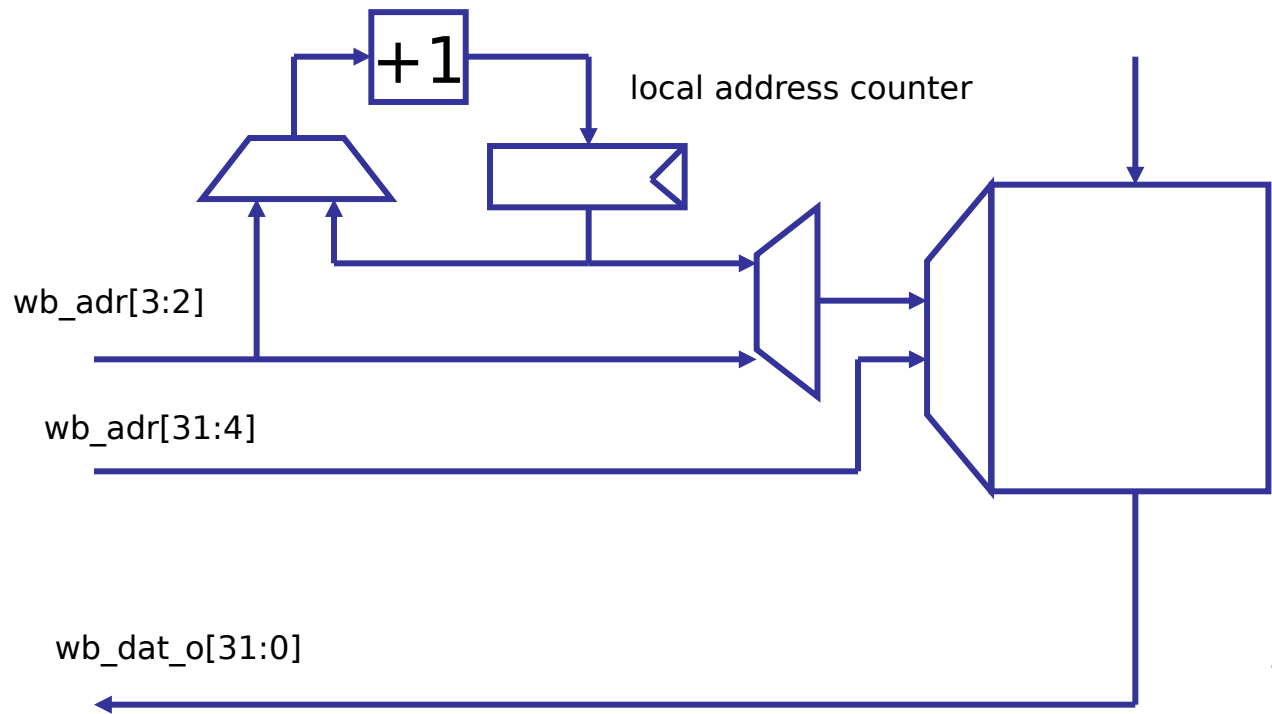 +1
local address counter
wb_adr[3:2]
wb_adr[31:4]
wb_dat_o[31:0]